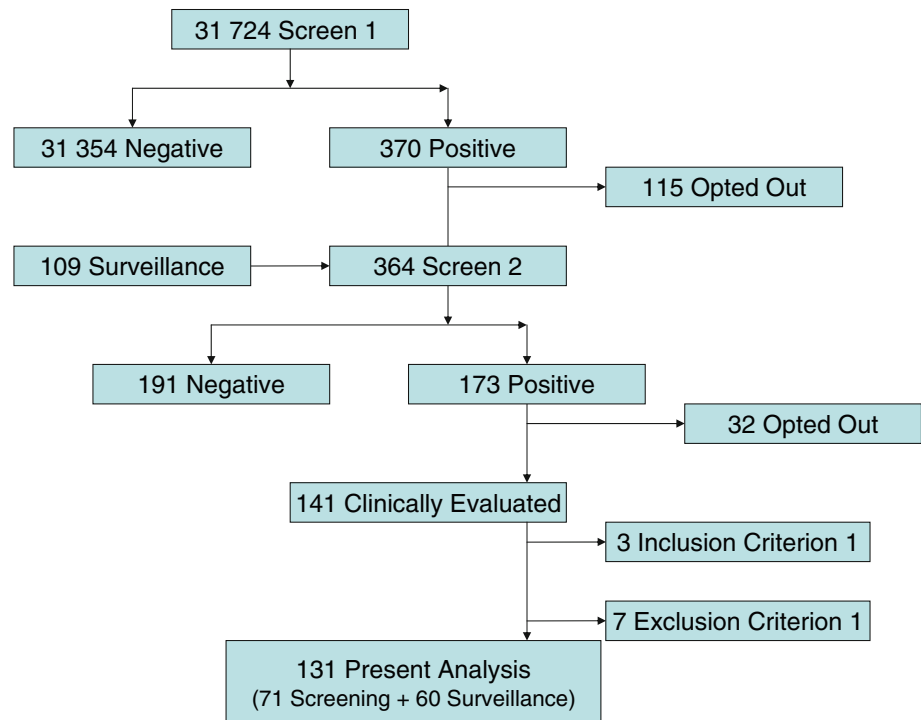 31 724 Screen 1
31 354 Negative
370 Positive
115 Opted Out
109 Surveillance
364 Screen 2
191 Negative
173 Positive
32 Opted Out
141 Clinically Evaluated
3 Inclusion Criterion 1
7 Exclusion Criterion 1
131 Present Analysis
(71 Screening + 60 Surveillance)